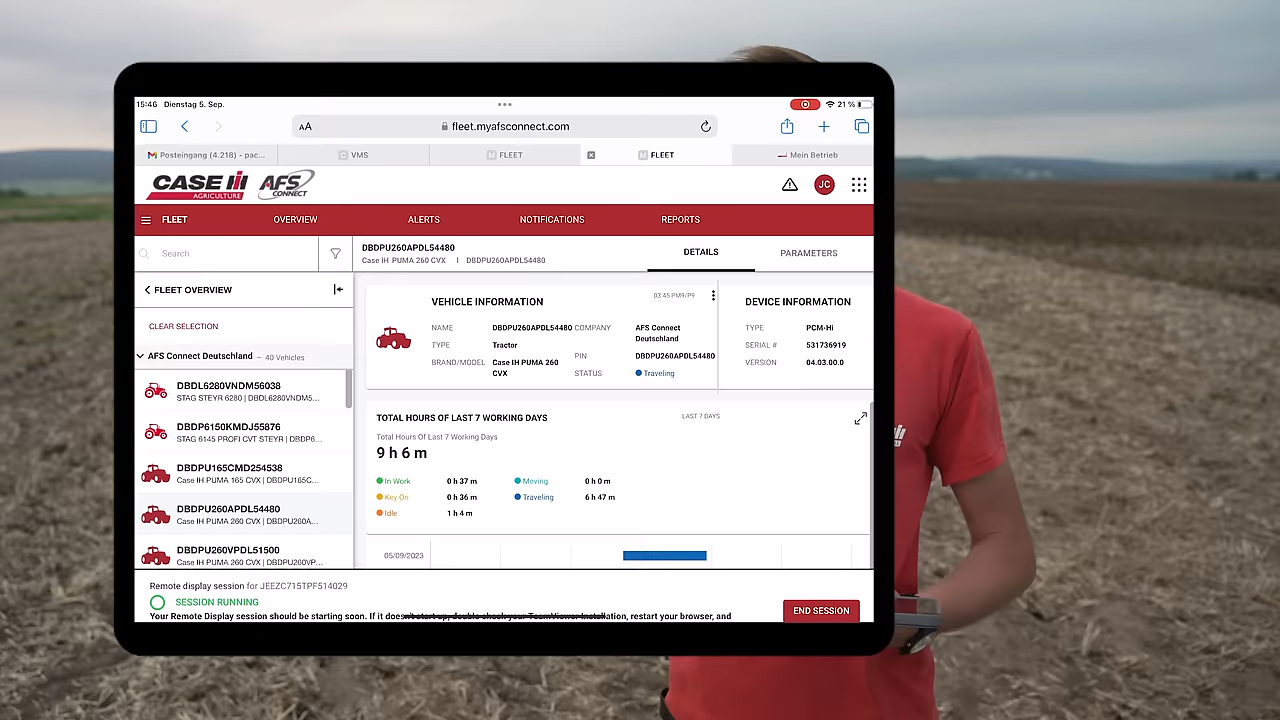 15:46 Dienstag 5. Sep.
21 %
AA
fleet.myafsconnect.com
Posteingang (4.218) - pac...
VMS
FLEET
FLEET
Mein Betrieb
CASE IH
AGRICULTURE
AFS
CONNECT
JC
FLEET
OVERVIEW
ALERTS
NOTIFICATIONS
REPORTS
Search
DBDPU260APDL54480
Case IH PUMA 260 CVX | DBDPU260APDL54480
DETAILS
PARAMETERS
FLEET OVERVIEW
CLEAR SELECTION
AFS Connect Deutschland – 40 Vehicles
DBDL6280VNDM56038
STAG STEYR 6280 | DBDL6280VNDM5...
DBDP6150KMDJ55876
STAG 6145 PROFI CVT STEYR | DBDP6...
DBDPU165CMD254538
Case IH PUMA 165 CVX | DBDPU165C...
DBDPU260APDL54480
Case IH PUMA 260 CVX | DBDPU260A...
DBDPU260VPDL51500
Case IH PUMA 260 CVX | DBDPU260VP...
VEHICLE INFORMATION
03:45 PM9/P9
NAME DBDPU260APDL54480
TYPE Tractor
BRAND/MODEL Case IH PUMA 260
CVX
COMPANY AFS Connect
Deutschland
PIN DBDPU260APDL54480
STATUS Traveling
DEVICE INFORMATION
TYPE PCM-Hi
SERIAL # 531736919
VERSION 04.03.00.0
TOTAL HOURS OF LAST 7 WORKING DAYS
LAST 7 DAYS
Total Hours Of Last 7 Working Days
9 h 6 m
In Work 0 h 37 m
Moving 0 h 0 m
Key On 0 h 36 m
Traveling 6 h 47 m
Idle 1 h 4 m
05/09/2023
Remote display session for JEEZC715TPF514029
SESSION RUNNING
Your Remote Display session should be starting soon. If it doesn't start up, double check your TeamViewer Installation, restart your browser, and
END SESSION